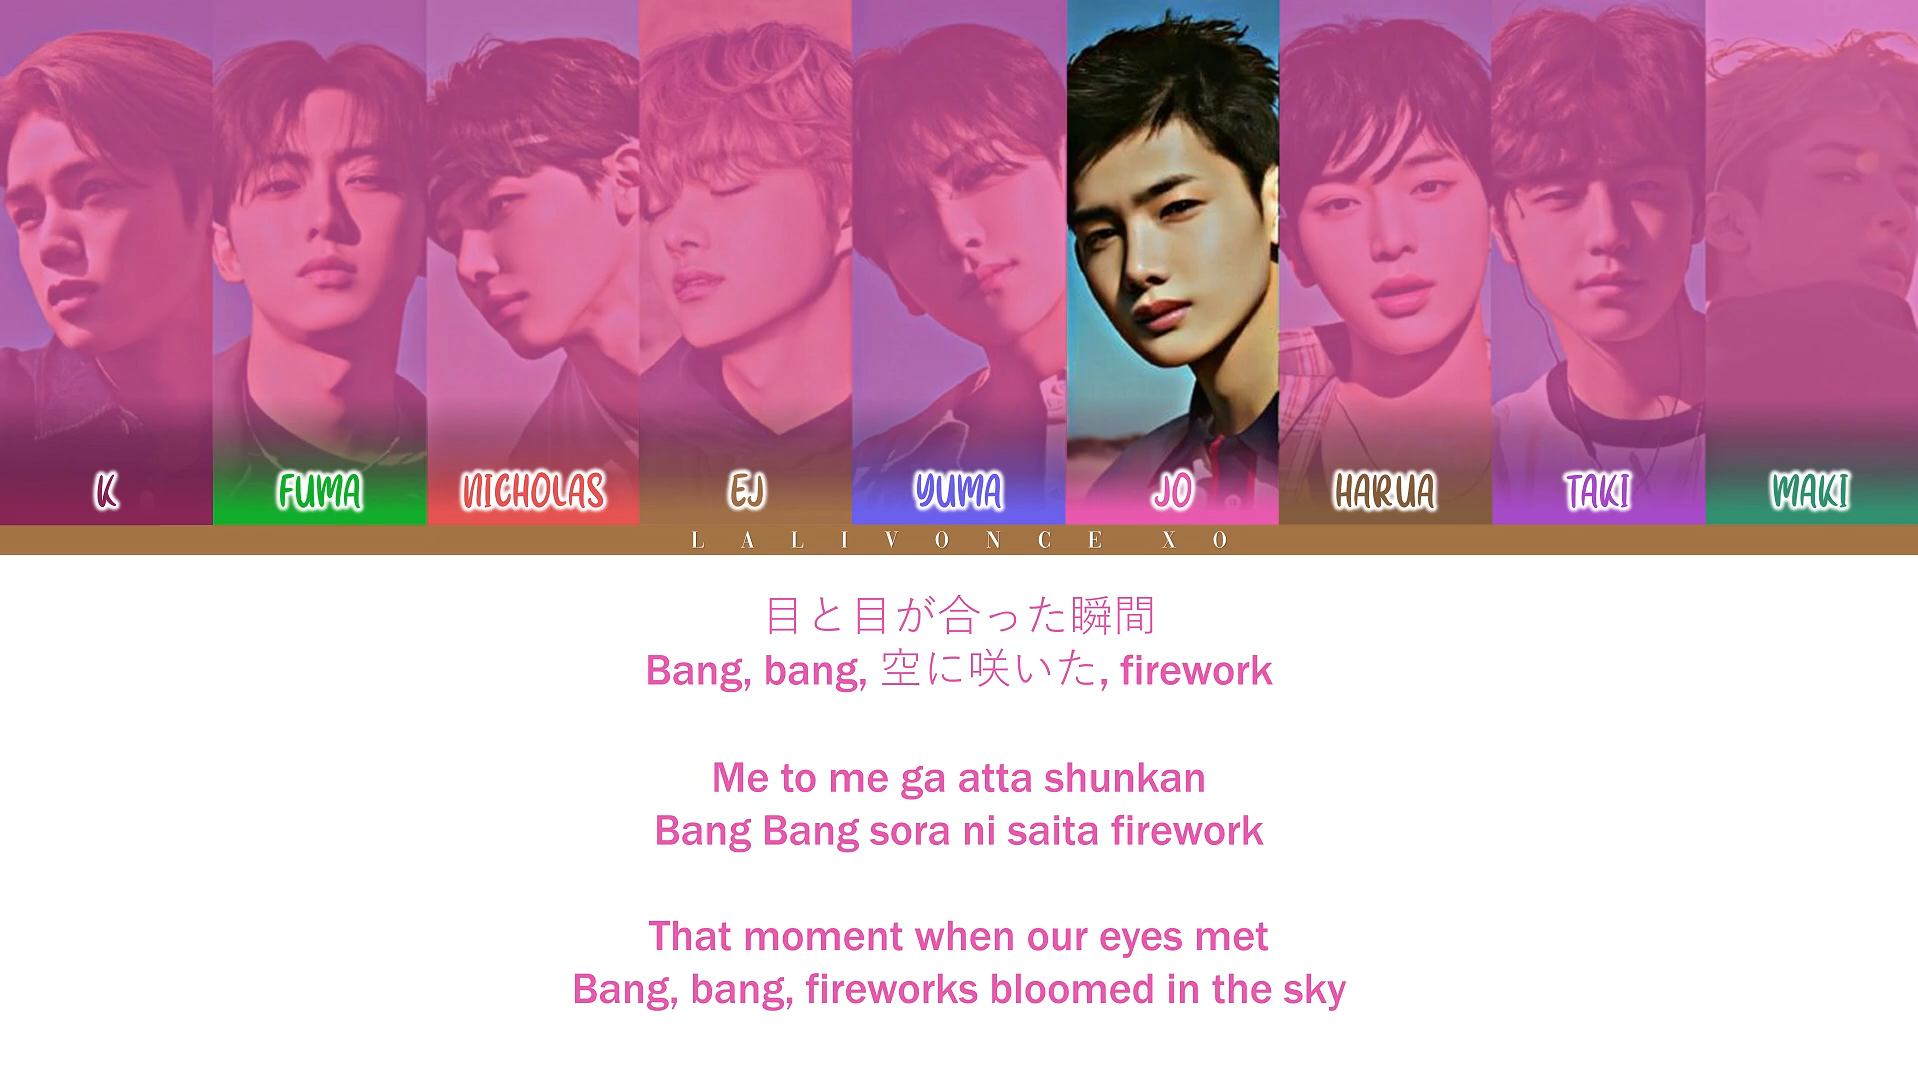 K FUMA NICHOLAS EJ YUMA JO HARUA TAKI MAKI
LALIVONCE XO
目と目が合った瞬間
Bang, bang, 空に咲いた, firework
Me to me ga atta shunkan
Bang Bang sora ni saita firework
That moment when our eyes met
Bang, bang, fireworks bloomed in the sky